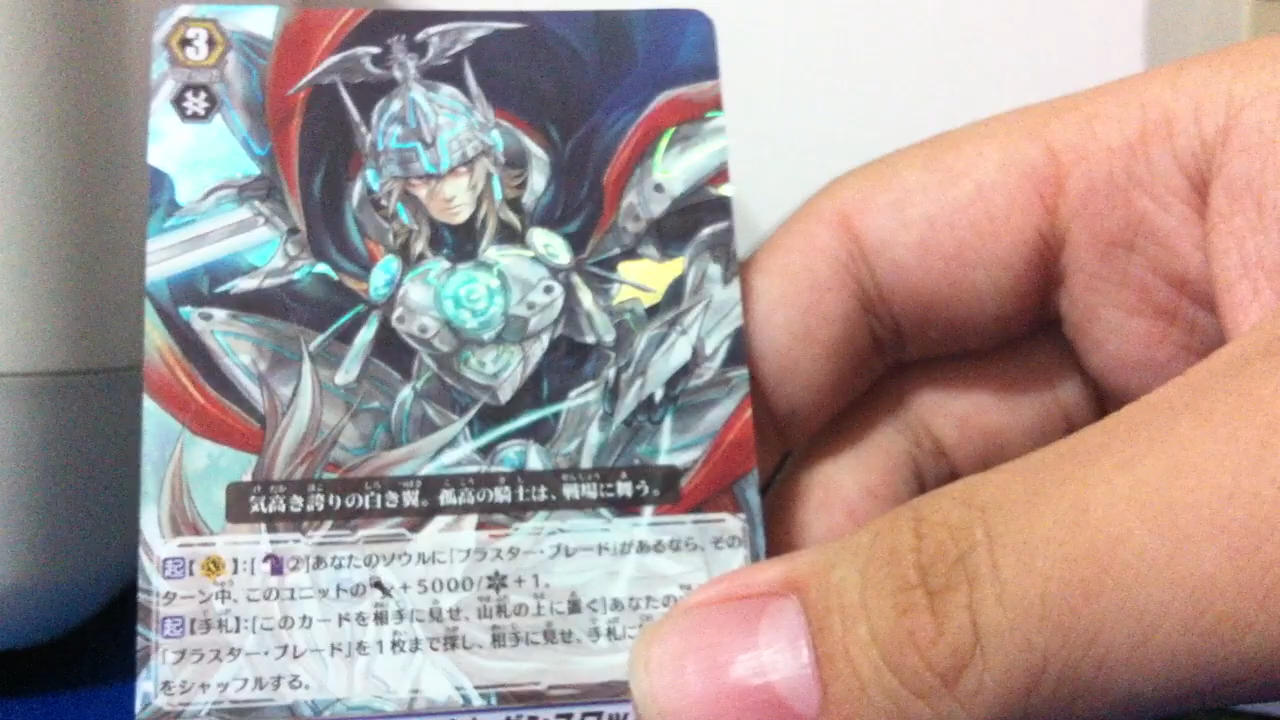 3
気高き誇りの白き翼。孤高の騎士は、戦場に舞う。
起【 】:[ ②]あなたのソウルに「ブラスター・ブレード」があるなら、その
ターン中、このユニットの +5000/ +1。
起【手札】:[このカードを相手に見せ、山札の上に置く]あなたの
「ブラスター・ブレード」を1枚まで探し、相手に見せ、手札に
をシャッフルする。